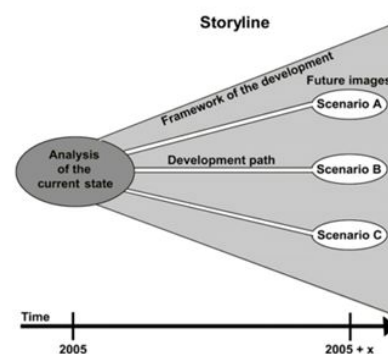 Storyline
Framework of the development
Future images
Scenario A
Analysis
of the
current state
Development path
Scenario B
Scenario C
Time
2005
2005 + x